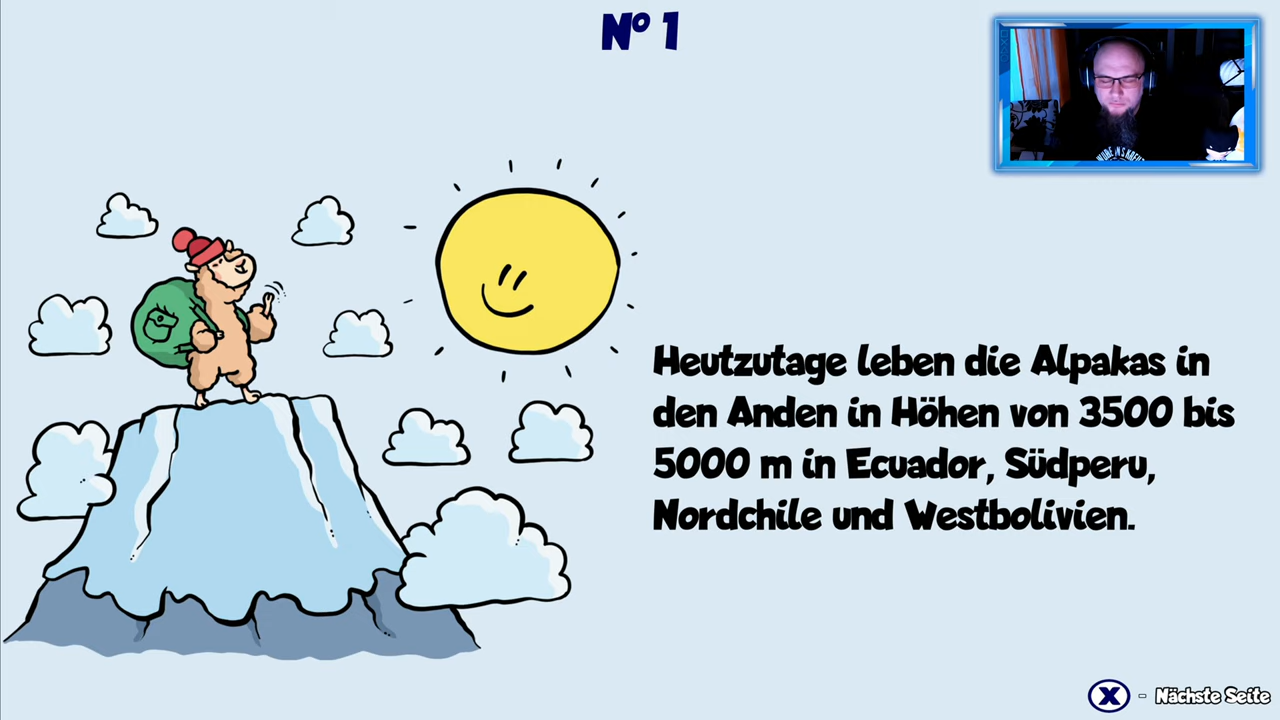 Nº 1
Heutzutage leben die Alpakas in
den Anden in Höhen von 3500 bis
5000 m in Ecuador, Südperu,
Nordchile und Westbolivien.
X - Nächste Seite